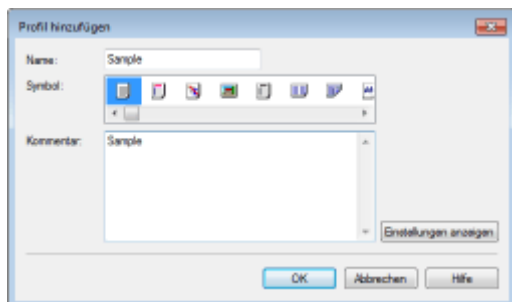 Profil hinzufügen
Name: Sample
Symbol:
Kommentar: Sample
Einstellungen anzeigen
OK Abbrechen Hilfe